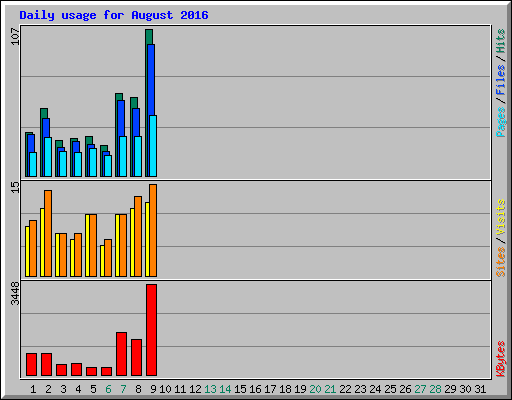 Daily usage for August 2016
107
Pages / Files / Hits
15
Sites / Visits
3448
KBytes
1 2 3 4 5 6 7 8 9 10 11 12 13 14 15 16 17 18 19 20 21 22 23 24 25 26 27 28 29 30 31